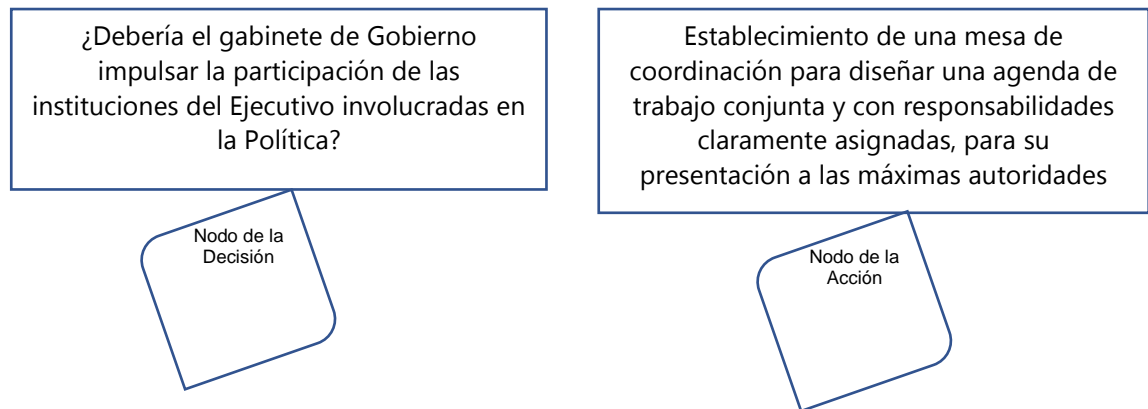 ¿Debería el gabinete de Gobierno
impulsar la participación de las
instituciones del Ejecutivo involucradas en
la Política?
Nodo de la
Decisión
Establecimiento de una mesa de
coordinación para diseñar una agenda de
trabajo conjunta y con responsabilidades
claramente asignadas, para su
presentación a las máximas autoridades
Nodo de la
Acción